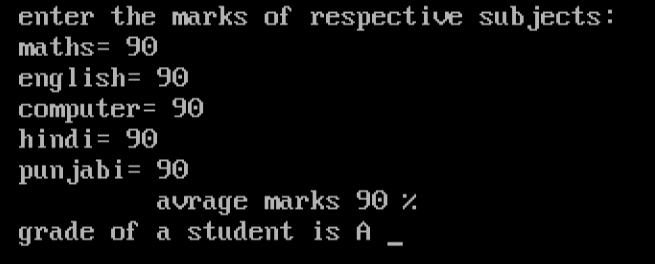 enter the marks of respective subjects:
maths= 90
english= 90
computer= 90
hindi= 90
punjabi= 90
avrage marks 90 %
grade of a student is A _